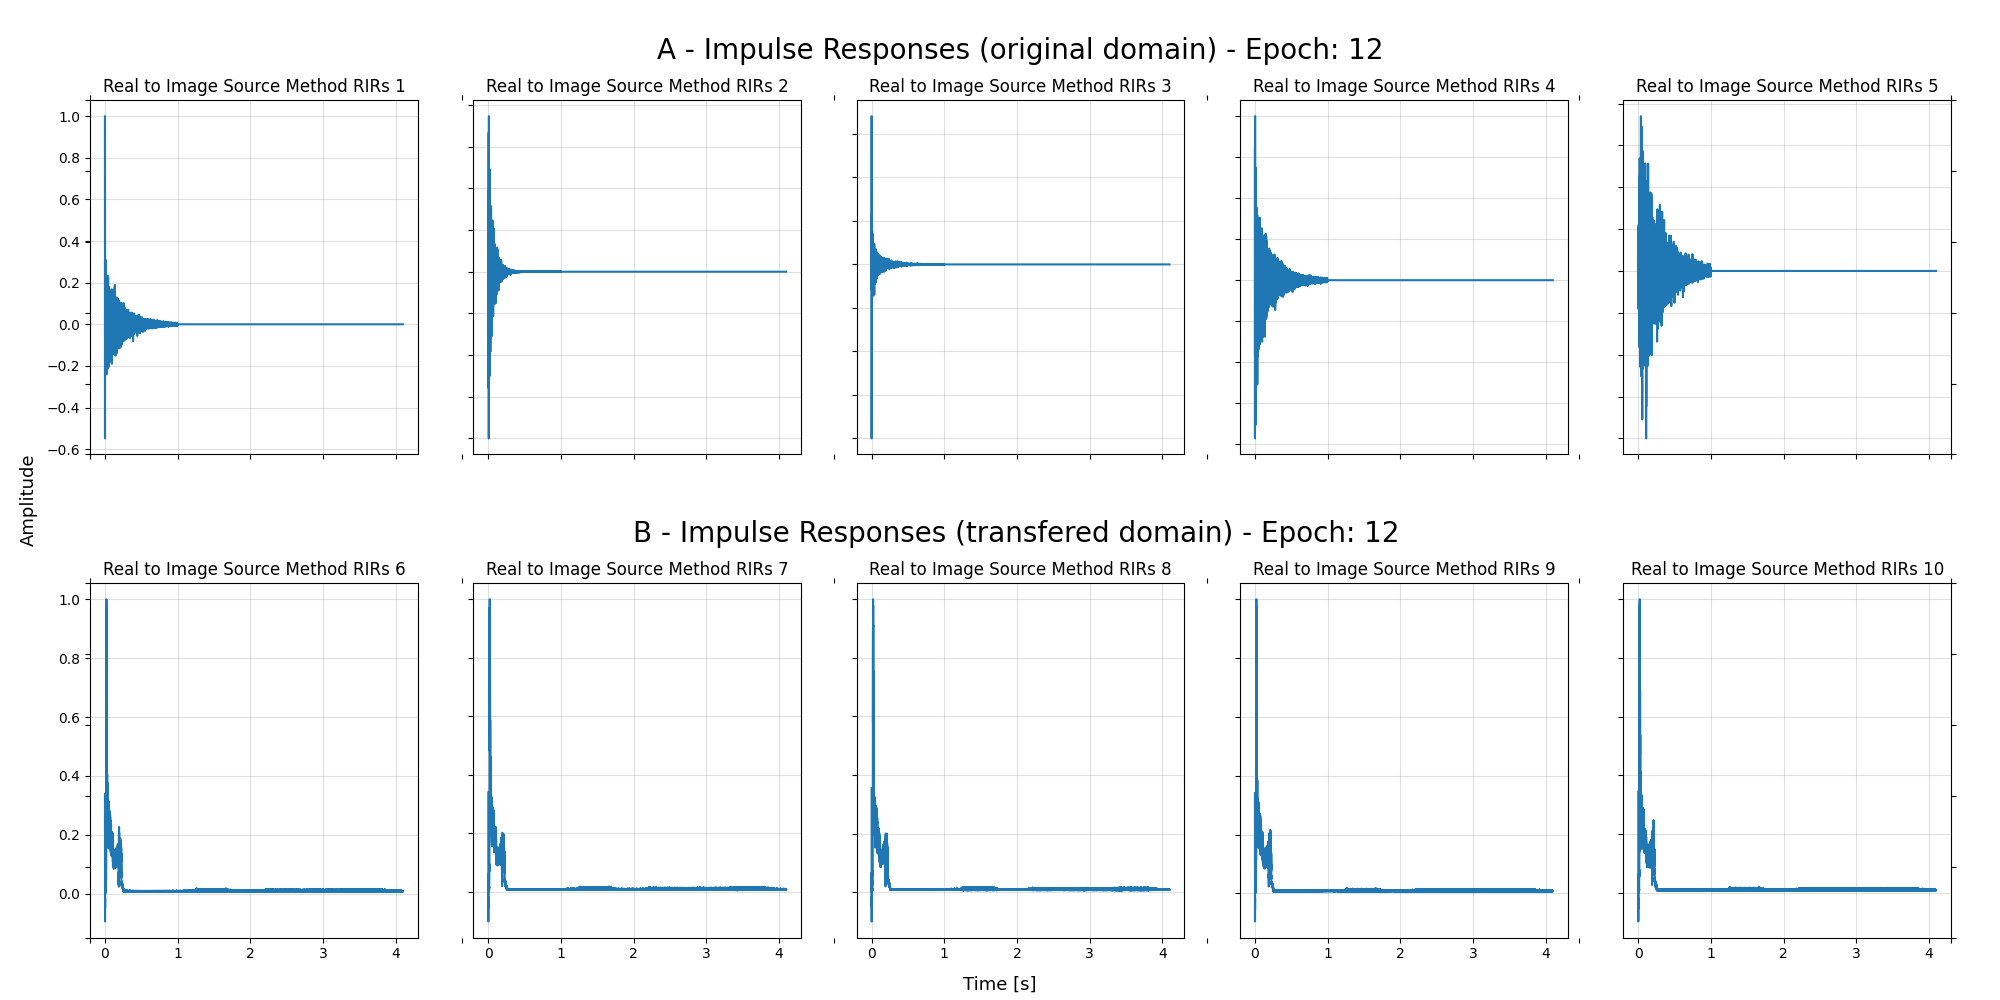 A - Impulse Responses (original domain) - Epoch: 12
Real to Image Source Method RIRs 1
Real to Image Source Method RIRs 2
Real to Image Source Method RIRs 3
Real to Image Source Method RIRs 4
Real to Image Source Method RIRs 5
1.0
0.8
0.6
0.4
0.2
0.0
−0.2
−0.4
−0.6
Amplitude
B - Impulse Responses (transfered domain) - Epoch: 12
Real to Image Source Method RIRs 6
Real to Image Source Method RIRs 7
Real to Image Source Method RIRs 8
Real to Image Source Method RIRs 9
Real to Image Source Method RIRs 10
1.0
0.8
0.6
0.4
0.2
0.0
0 1 2 3 4
0 1 2 3 4
0 1 2 3 4
0 1 2 3 4
0 1 2 3 4
Time [s]